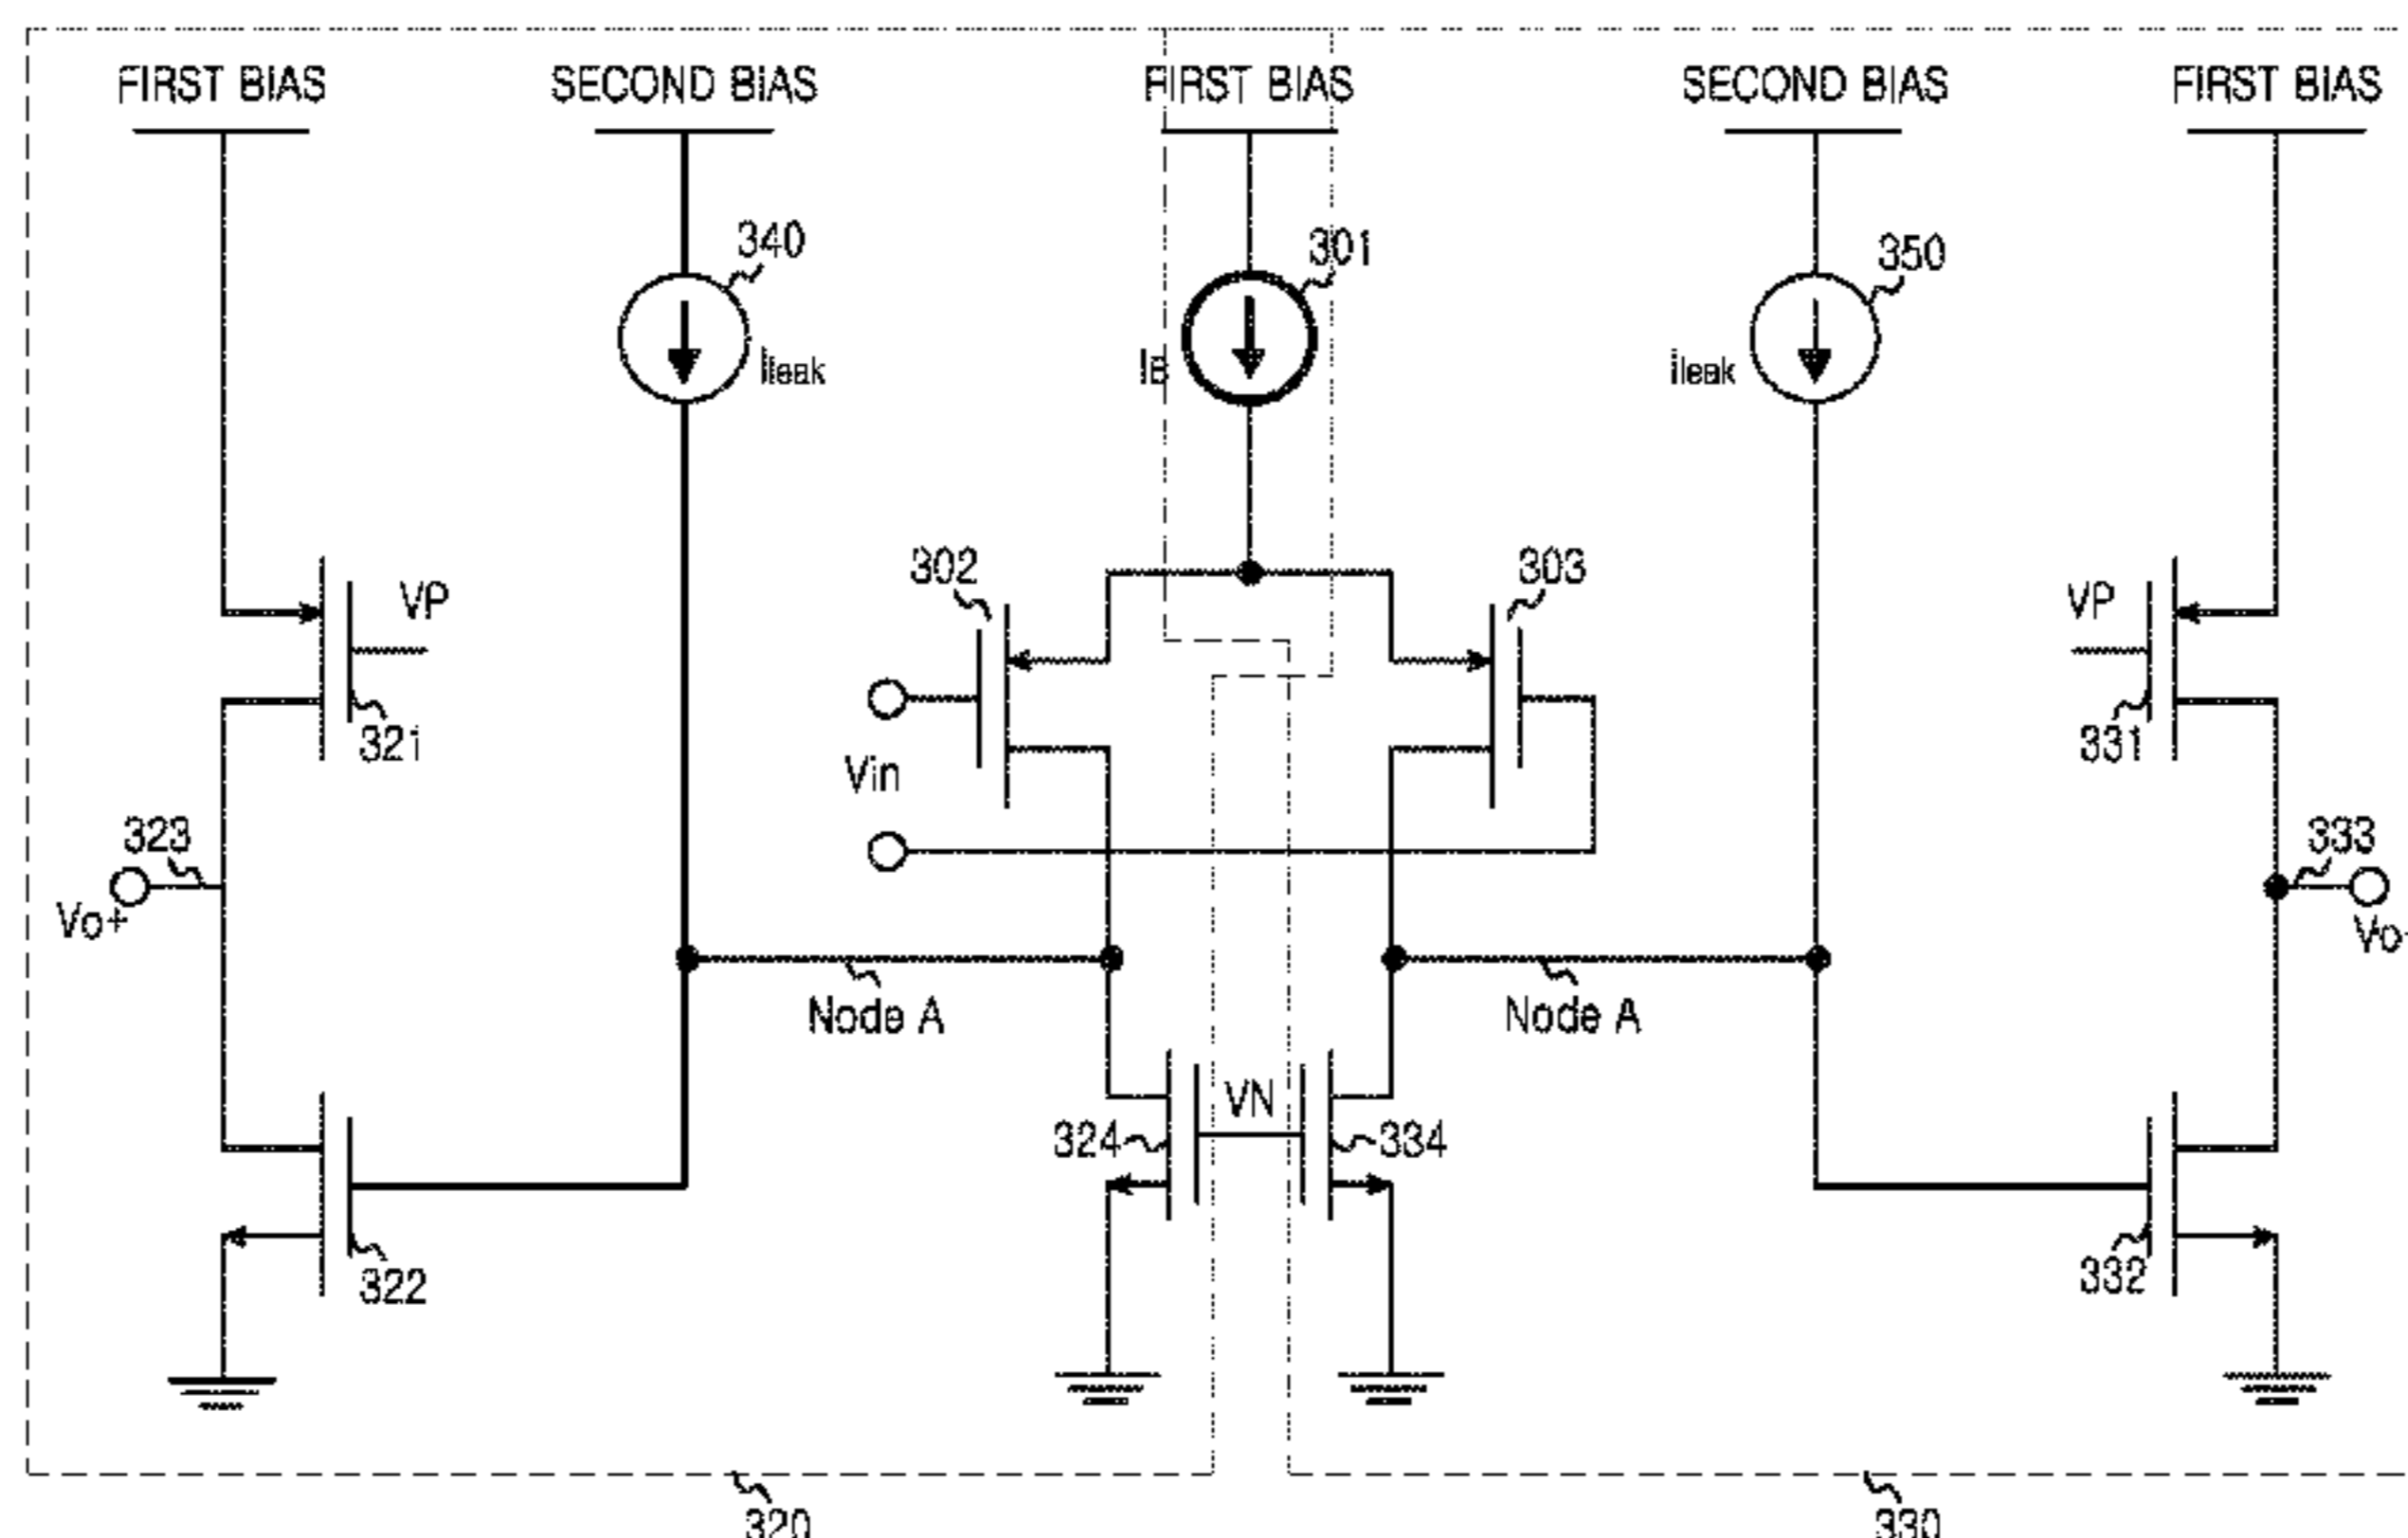 FIRST BIAS
SECOND BIAS
FIRST BIAS
SECOND BIAS
FIRST BIAS
340
301
350
Ileak
IB
ileak
302
303
VP
VP
321
331
Vin
323
333
Vo+
Vo-
Node A
Node A
VN
324
334
322
332
320
330